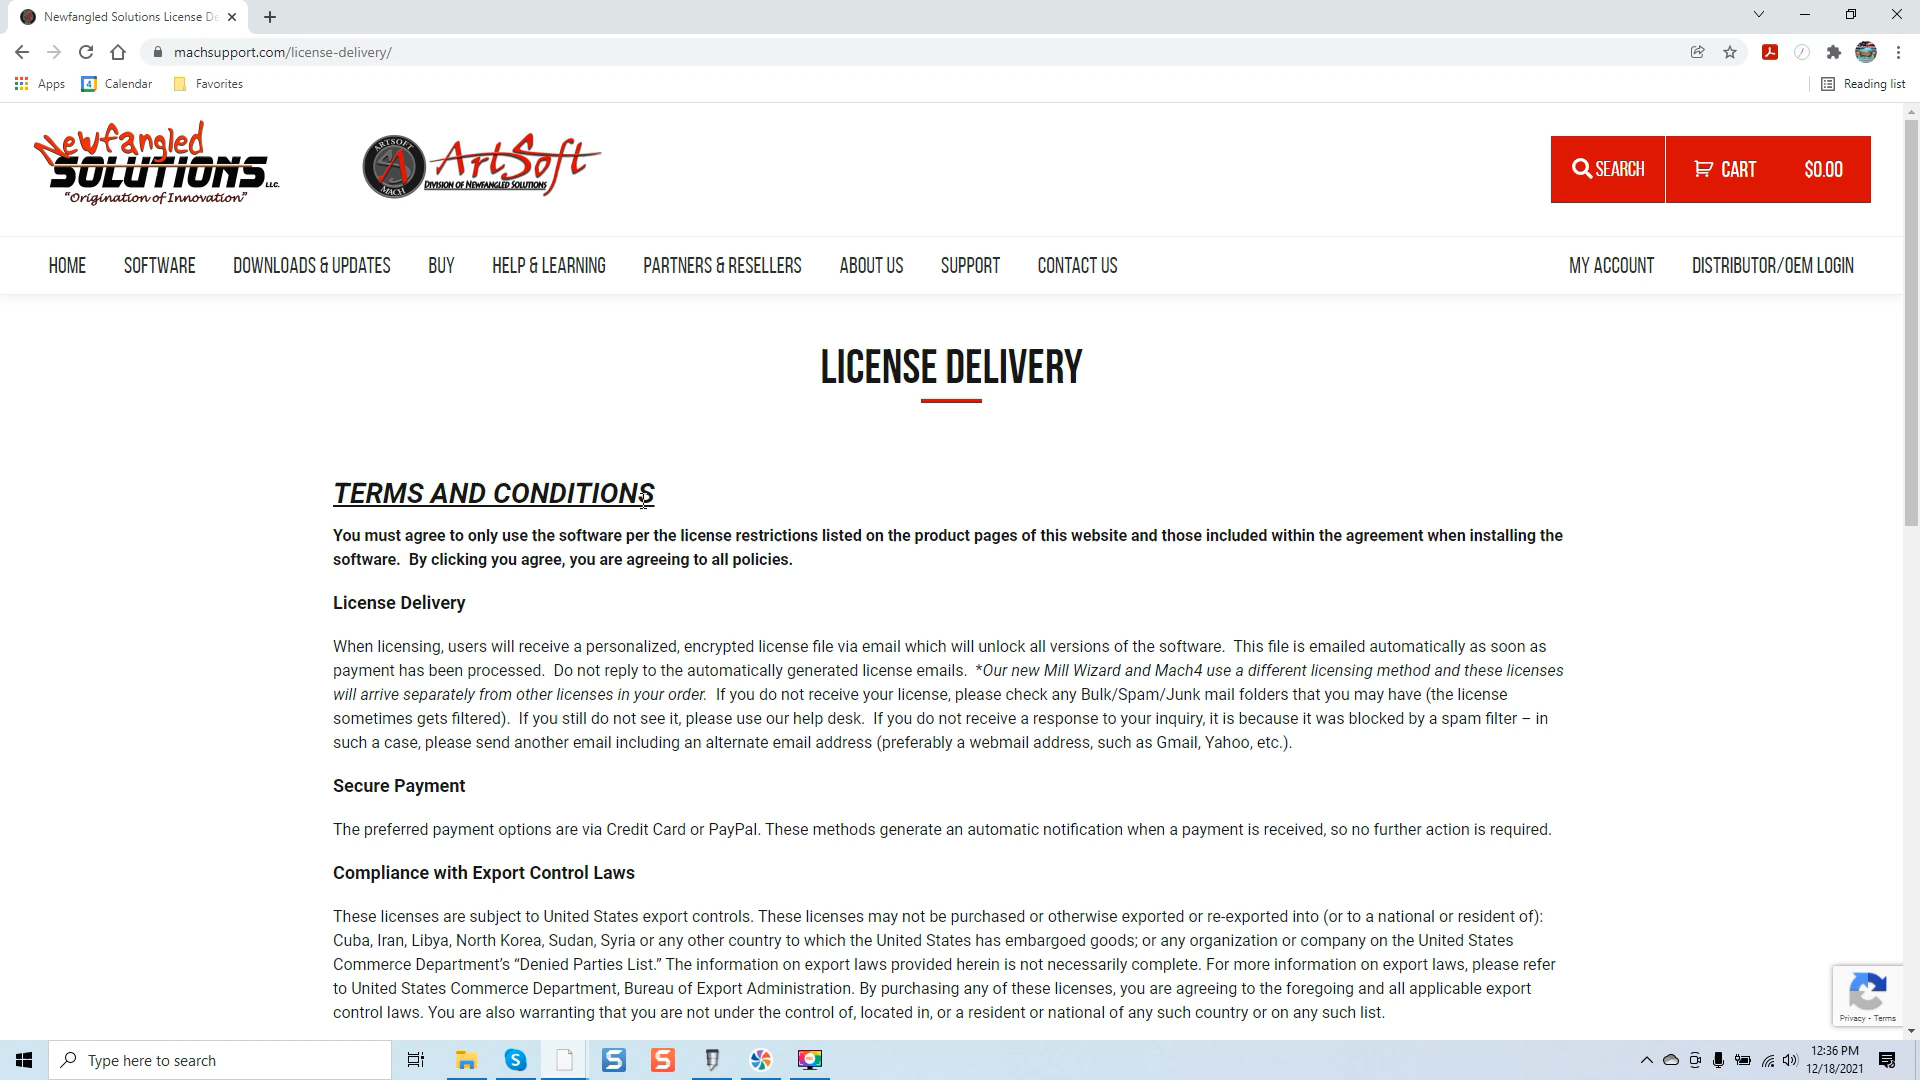 Newfangled Solutions License De
machsupport.com/license-delivery/
Apps
4
Calendar
Favorites
Reading list
Newfangled
SOLUTIONS LLC.
"Origination of Innovation"
ARTSOFT
A
MACH
ArtSoft
DIVISION OF NEWFANGLED SOLUTIONS
SEARCH
CART
$0.00
HOME
SOFTWARE
DOWNLOADS & UPDATES
BUY
HELP & LEARNING
PARTNERS & RESELLERS
ABOUT US
SUPPORT
CONTACT US
MY ACCOUNT
DISTRIBUTOR/OEM LOGIN
LICENSE DELIVERY
TERMS AND CONDITIONS
You must agree to only use the software per the license restrictions listed on the product pages of this website and those included within the agreement when installing the
software.  By clicking you agree, you are agreeing to all policies.
License Delivery
When licensing, users will receive a personalized, encrypted license file via email which will unlock all versions of the software.  This file is emailed automatically as soon as
payment has been processed.  Do not reply to the automatically generated license emails.  *Our new Mill Wizard and Mach4 use a different licensing method and these licenses
will arrive separately from other licenses in your order.  If you do not receive your license, please check any Bulk/Spam/Junk mail folders that you may have (the license
sometimes gets filtered).  If you still do not see it, please use our help desk.  If you do not receive a response to your inquiry, it is because it was blocked by a spam filter – in
such a case, please send another email including an alternate email address (preferably a webmail address, such as Gmail, Yahoo, etc.).
Secure Payment
The preferred payment options are via Credit Card or PayPal. These methods generate an automatic notification when a payment is received, so no further action is required.
Compliance with Export Control Laws
These licenses are subject to United States export controls. These licenses may not be purchased or otherwise exported or re-exported into (or to a national or resident of):
Cuba, Iran, Libya, North Korea, Sudan, Syria or any other country to which the United States has embargoed goods; or any organization or company on the United States
Commerce Department's “Denied Parties List.” The information on export laws provided herein is not necessarily complete. For more information on export laws, please refer
to United States Commerce Department, Bureau of Export Administration. By purchasing any of these licenses, you are agreeing to the foregoing and all applicable export
control laws. You are also warranting that you are not under the control of, located in, or a resident or national of any such country or on any such list.
Privacy - Terms
Type here to search
S
S
S
12:36 PM
12/18/2021